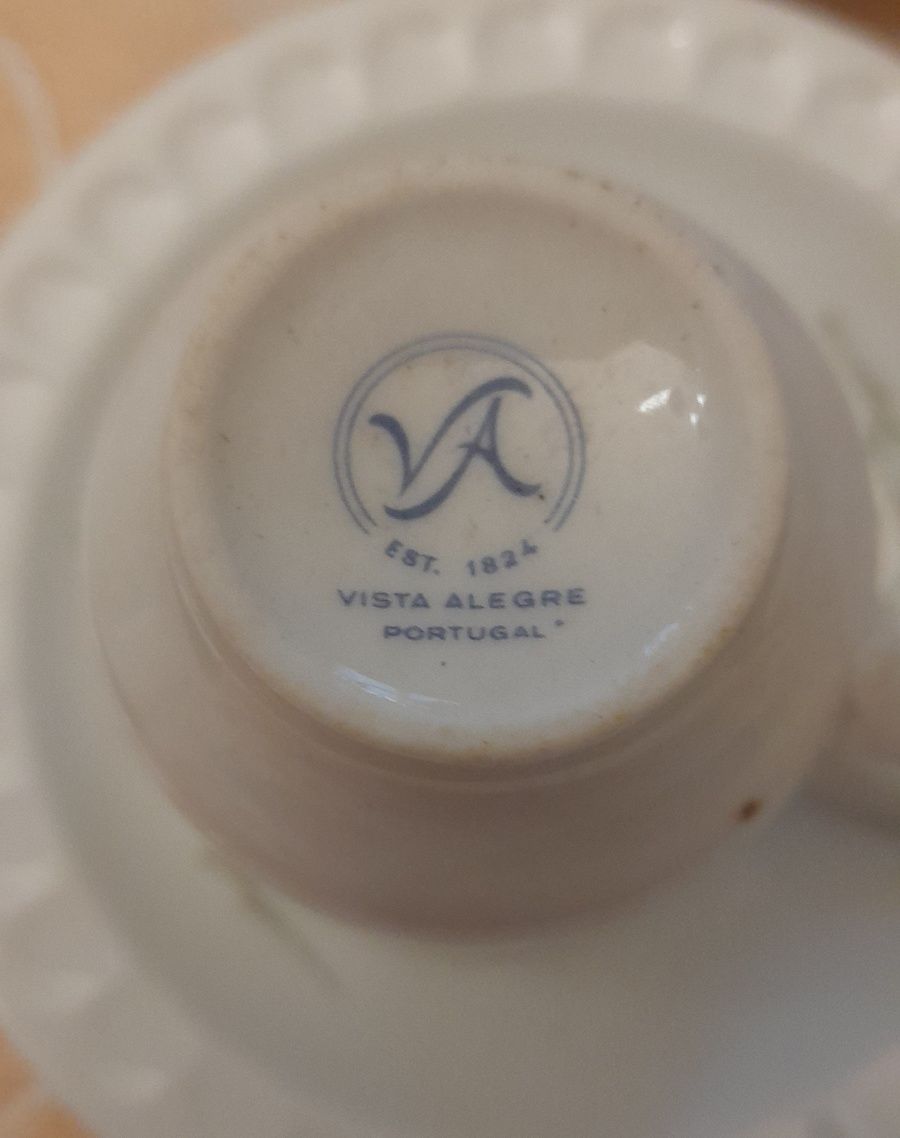 VA
EST. 1824
VISTA ALEGRE
PORTUGAL